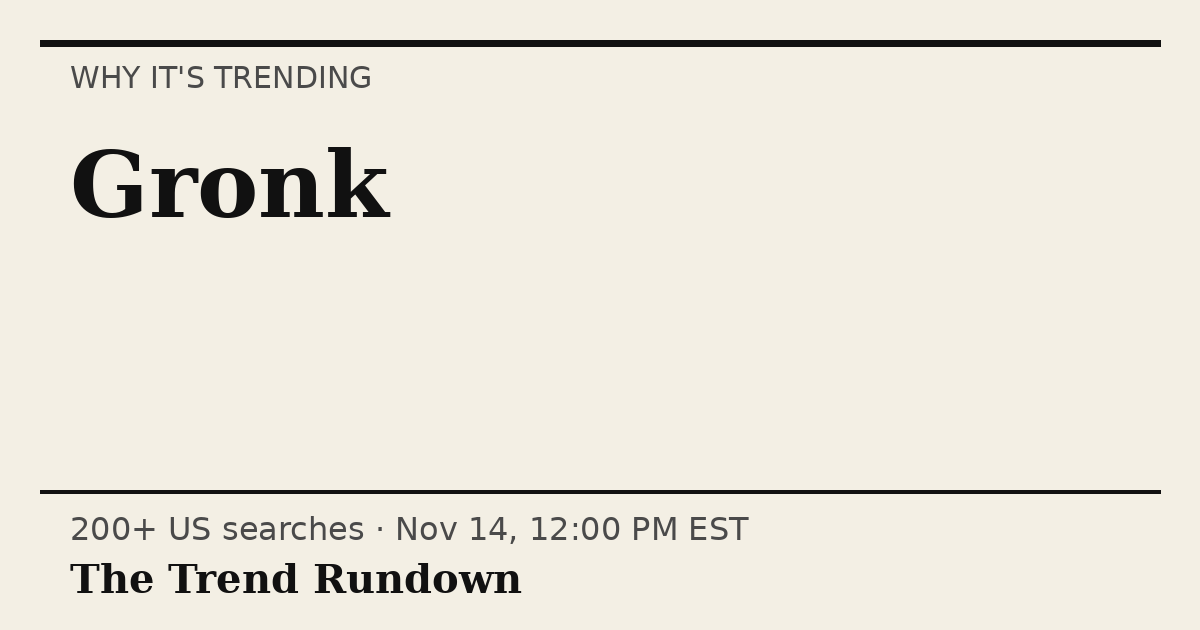 WHY IT'S TRENDING
Gronk
200+ US searches · Nov 14, 12:00 PM EST
The Trend Rundown